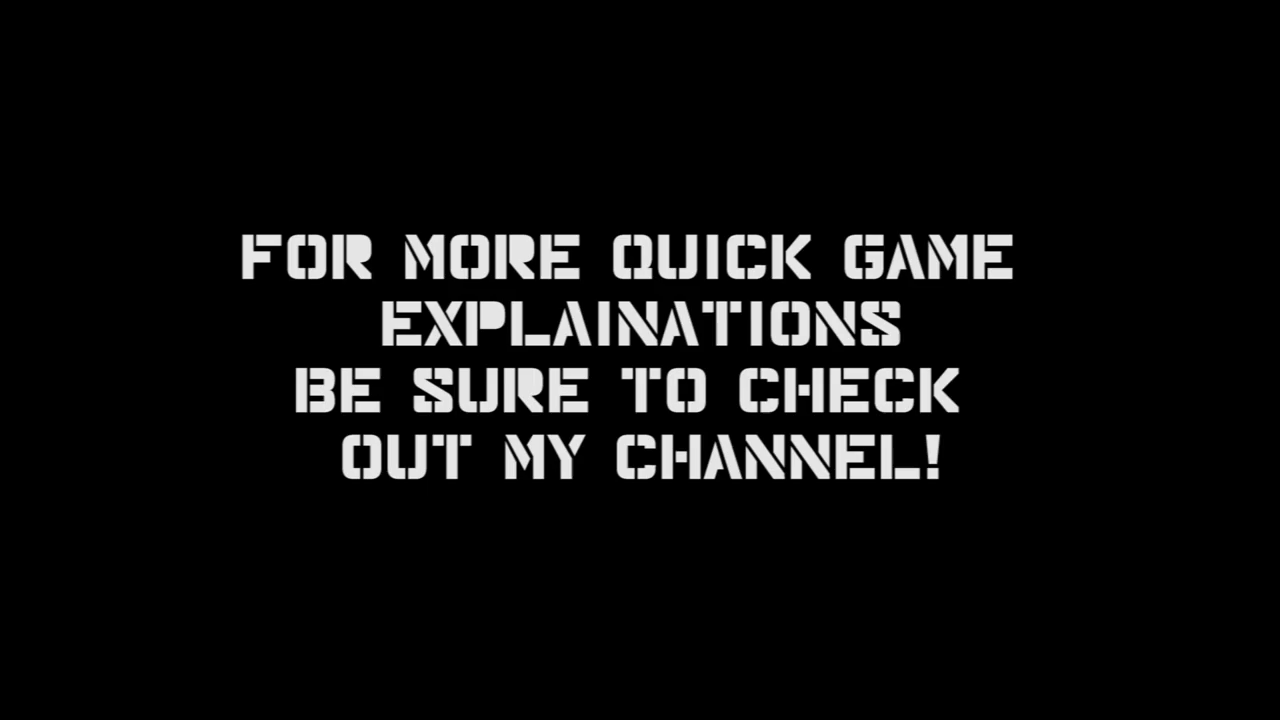 FOR MORE QUICK GAME
EXPLAINATIONS
BE SURE TO CHECK
OUT MY CHANNEL!